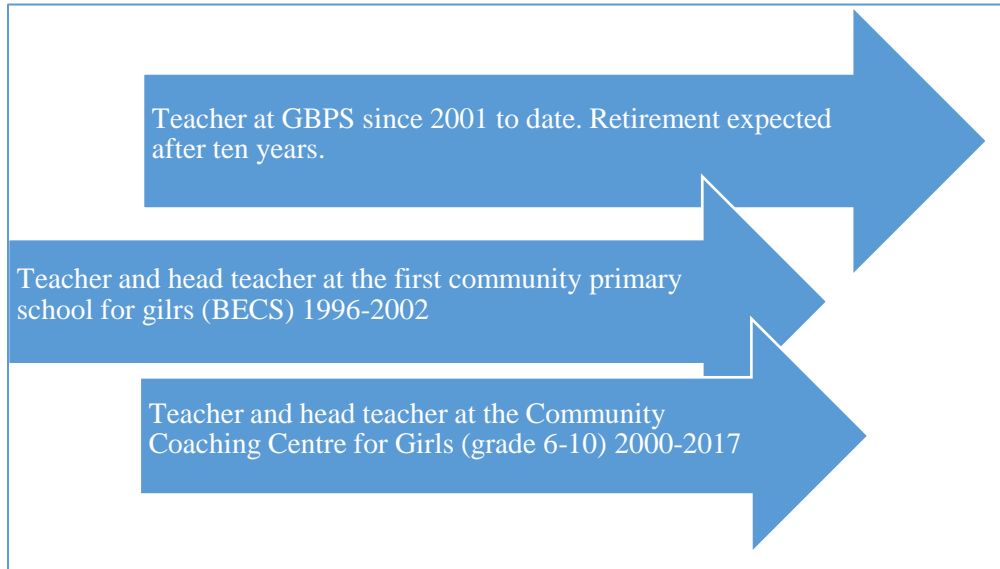 Teacher at GBPS since 2001 to date. Retirement expected
after ten years.
Teacher and head teacher at the first community primary
school for gilrs (BECS) 1996-2002
Teacher and head teacher at the Community
Coaching Centre for Girls (grade 6-10) 2000-2017